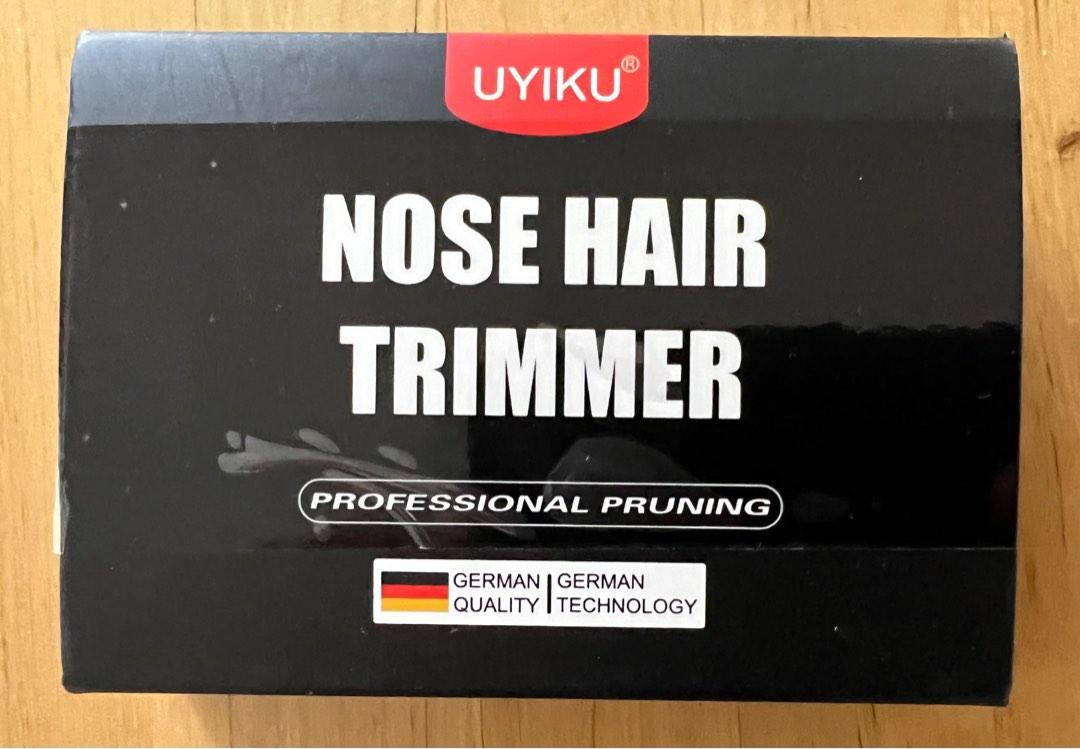 UYIKU®
NOSE HAIR
TRIMMER
PROFESSIONAL PRUNING
GERMAN QUALITY | GERMAN TECHNOLOGY